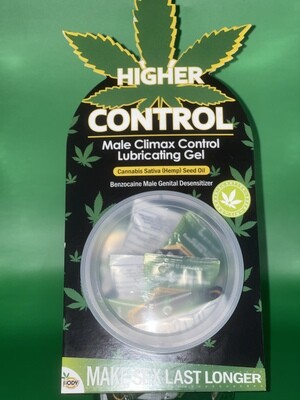 HIGHER
CONTROL
Male Climax Control
Lubricating Gel
Cannabis Sativa (Hemp) Seed Oil
Benzocaine Male Genital Desensitizer
BODY
MAKE SEX LAST LONGER